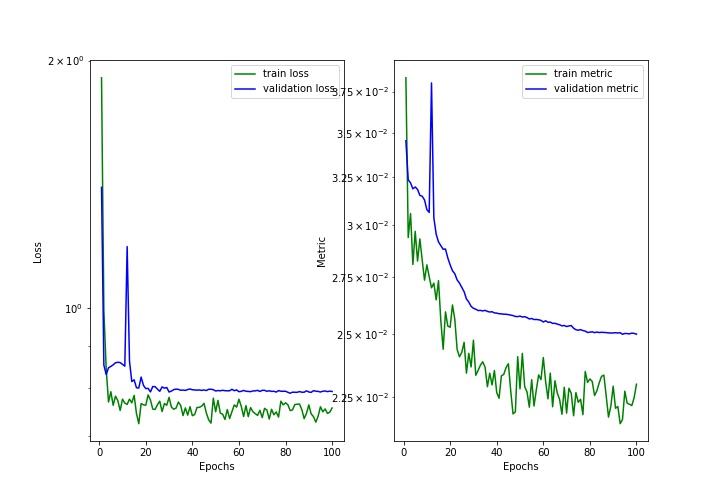 2 × 10⁰
10⁰
Loss
0 20 40 60 80 100
Epochs
train loss
validation loss
3.75 × 10⁻²
3.5 × 10⁻²
3.25 × 10⁻²
3 × 10⁻²
2.75 × 10⁻²
2.5 × 10⁻²
2.25 × 10⁻²
Metric
0 20 40 60 80 100
Epochs
train metric
validation metric